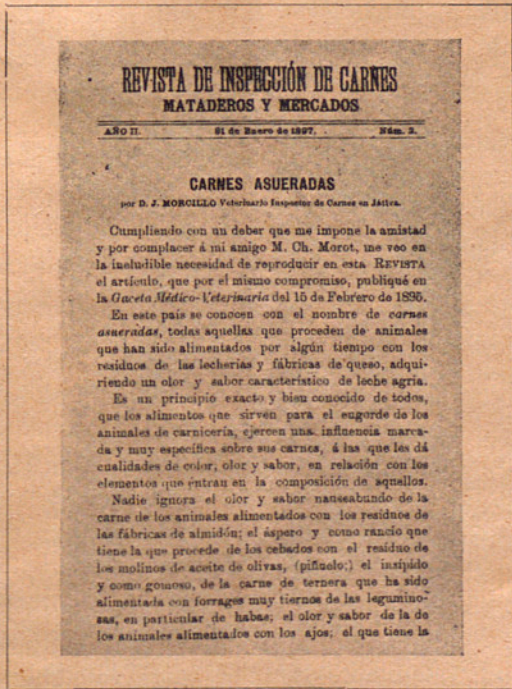 REVISTA DE INSPECCIÓN DE CARNES
MATADEROS Y MERCADOS
AÑO II. 31 de Enero de 1897. Núm. 2.
CARNES ASUERADAS
por D. J. MORCILLO Veterinario Inspector de Carnes en Játiva.
Cumpliendo con un deber que me impone la amistad
y por complacer á mi amigo M. Ch. Morot, me veo en
la ineludible necesidad de reproducir en esta REVISTA
el artículo, que por el mismo compromiso, publiqué en
la Gaceta Médico-Veterinaria del 15 de Febrero de 1895.
En este país se conocen con el nombre de carnes
asueradas, todas aquellas que proceden de animales
que han sido alimentados por algún tiempo con los
residuos de las lecherías y fábricas de queso, adqui-
riendo un olor y sabor característico de leche agria.
Es un principio exacto y bien conocido de todos,
que los alimentos que sirven para el engorde de los
animales de carnicería, ejercen una influencia marca-
da y muy específica sobre sus carnes, á las que les dá
cualidades de color, olor y sabor, en relación con los
elementos que entran en la composición de aquellos.
Nadie ignora el olor y sabor nauseabundo de la
carne de los animales alimentados con los residuos de
las fábricas de almidón; el áspero y como rancio que
tiene la que procede de los cebados con el residuo de
los molinos de aceite de olivas, (piñuelo;) el insípido
y como gomoso, de la carne de ternera que ha sido
alimentada con forrages muy tiernos de las legumino-
sas, en particular de habas; el olor y sabor de la de
los animales alimentados con los ajos; el que tiene la